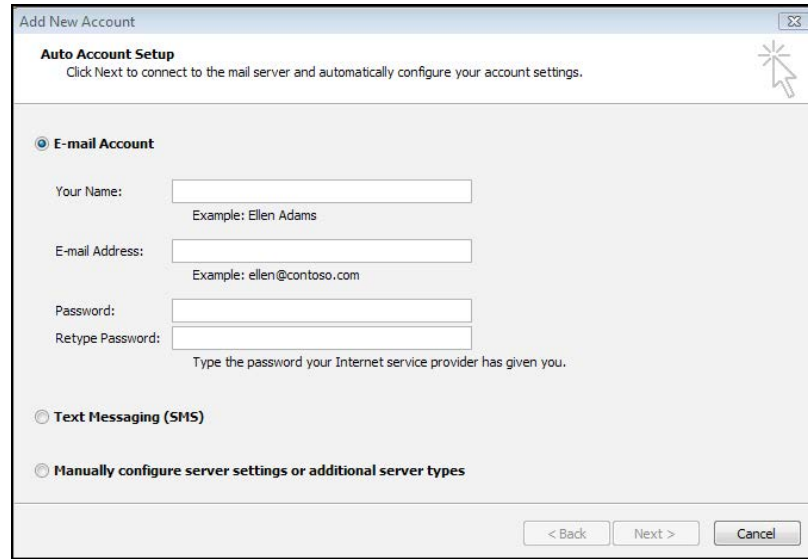 Add New Account
Auto Account Setup
Click Next to connect to the mail server and automatically configure your account settings.
E-mail Account
Your Name:
Example: Ellen Adams
E-mail Address:
Example: ellen@contoso.com
Password:
Retype Password:
Type the password your Internet service provider has given you.
Text Messaging (SMS)
Manually configure server settings or additional server types
< Back Next > Cancel